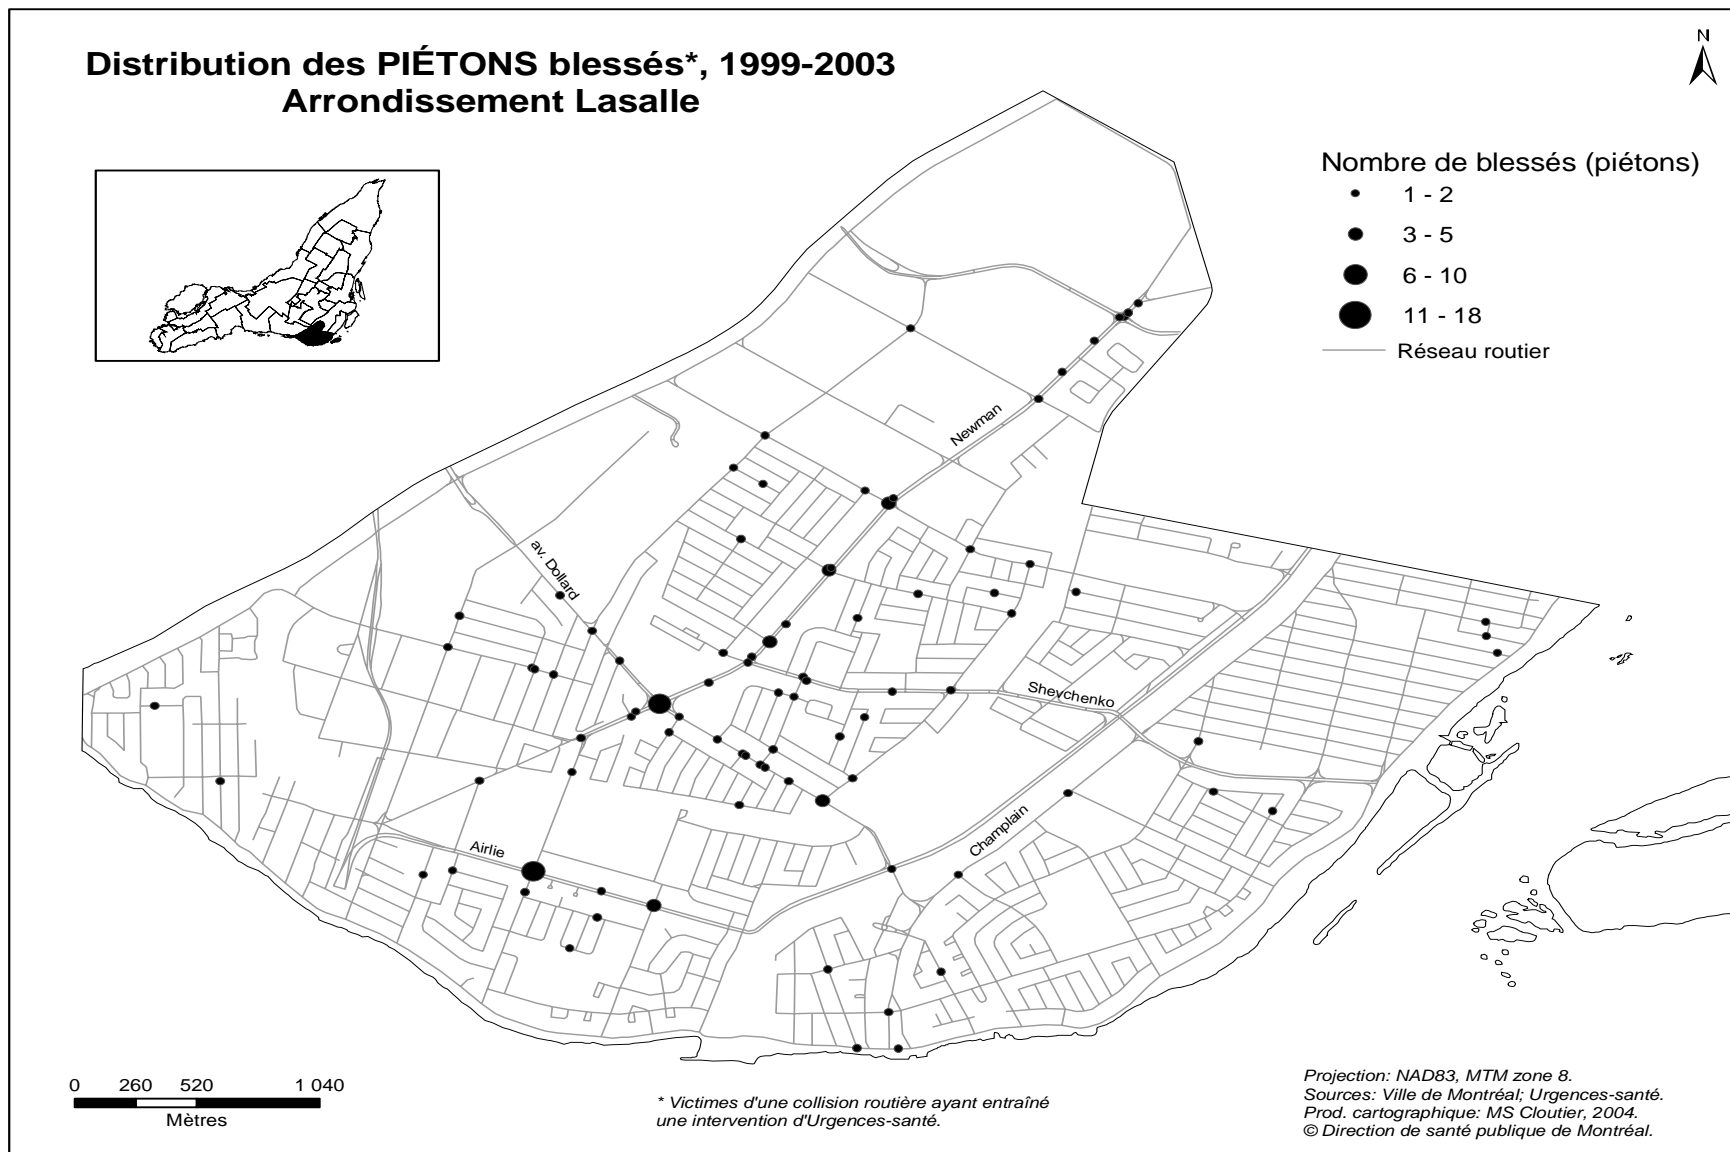 Distribution des PIÉTONS blessés*, 1999-2003
Arrondissement Lasalle
N
Nombre de blessés (piétons)
1 - 2
3 - 5
6 - 10
11 - 18
Réseau routier
Newman
av. Dollard
Shevchenko
Champlain
Airlie
0 260 520 1 040
Mètres
* Victimes d'une collision routière ayant entraîné
une intervention d'Urgences-santé.
Projection: NAD83, MTM zone 8.
Sources: Ville de Montréal; Urgences-santé.
Prod. cartographique: MS Cloutier, 2004.
© Direction de santé publique de Montréal.